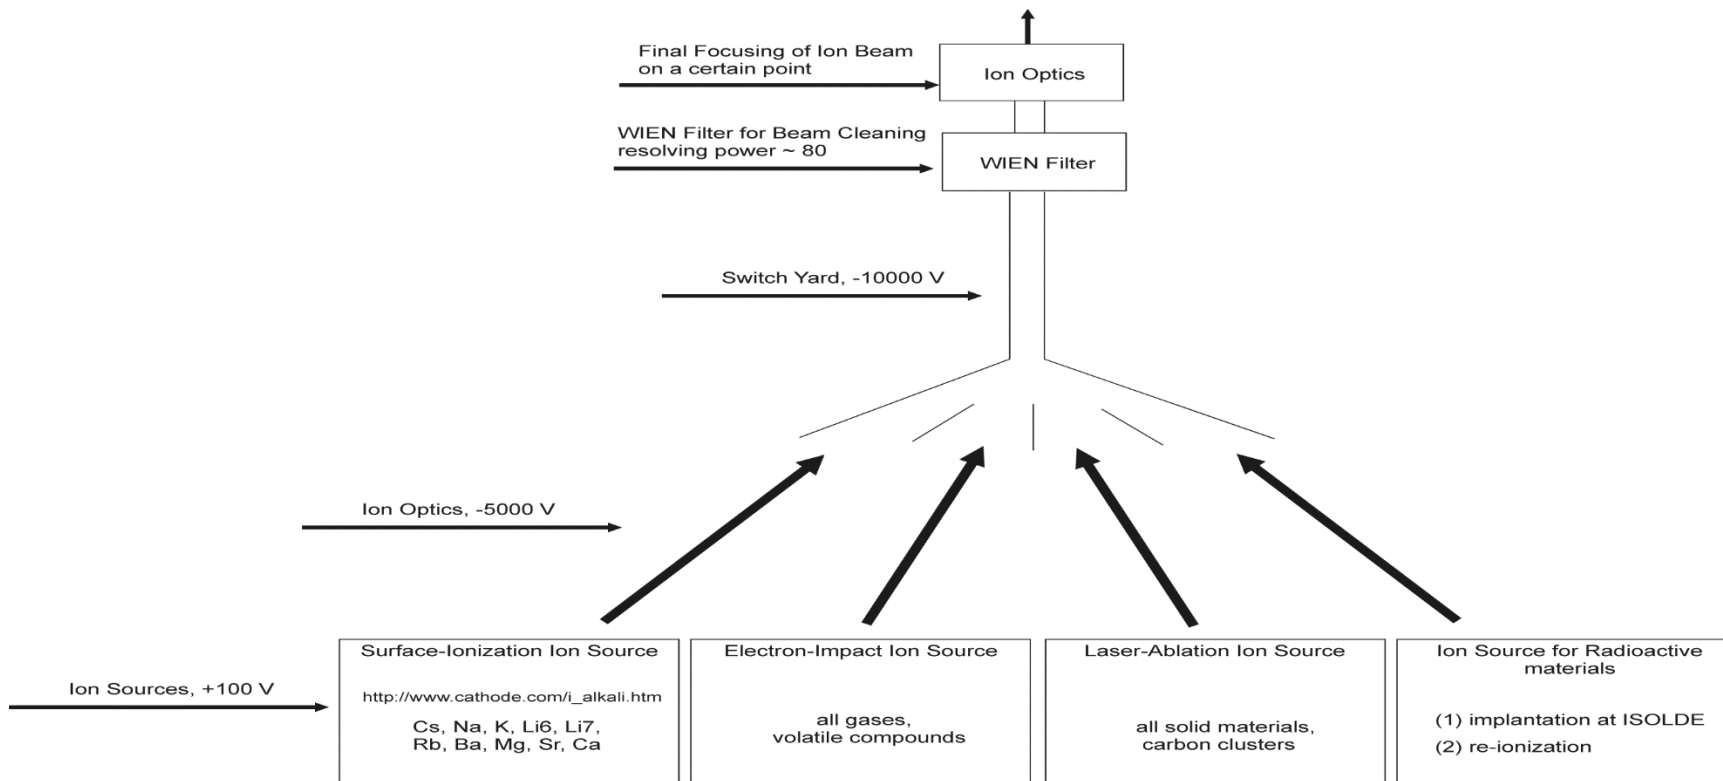 Final Focusing of Ion Beam
on a certain point
Ion Optics
WIEN Filter for Beam Cleaning
resolving power ~ 80
WIEN Filter
Switch Yard, -10000 V
Ion Optics, -5000 V
Ion Sources, +100 V
Surface-Ionization Ion Source
http://www.cathode.com/i_alkali.htm
Cs, Na, K, Li6, Li7,
Rb, Ba, Mg, Sr, Ca
Electron-Impact Ion Source
all gases,
volatile compounds
Laser-Ablation Ion Source
all solid materials,
carbon clusters
Ion Source for Radioactive
materials
(1) implantation at ISOLDE
(2) re-ionization